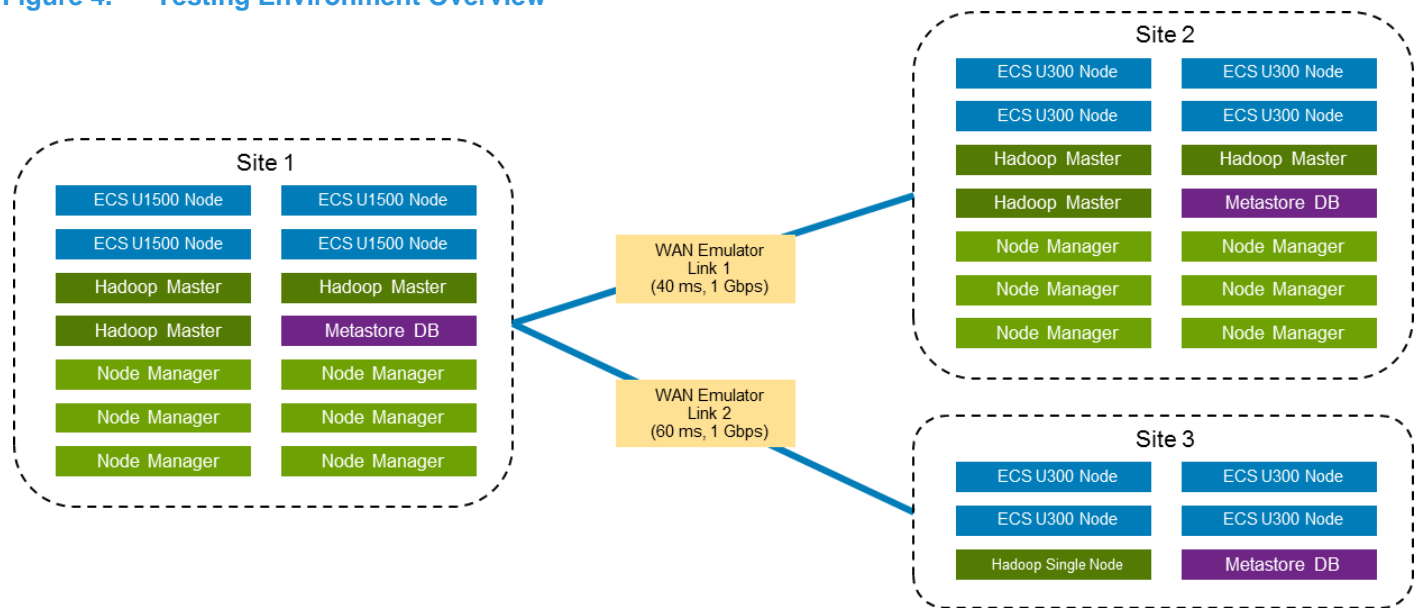 Figure 4. Testing Environment Overview
Site 1
ECS U1500 Node ECS U1500 Node
ECS U1500 Node ECS U1500 Node
Hadoop Master Hadoop Master
Hadoop Master Metastore DB
Node Manager Node Manager
Node Manager Node Manager
Node Manager Node Manager
WAN Emulator
Link 1
(40 ms, 1 Gbps)
WAN Emulator
Link 2
(60 ms, 1 Gbps)
Site 2
ECS U300 Node ECS U300 Node
ECS U300 Node ECS U300 Node
Hadoop Master Hadoop Master
Hadoop Master Metastore DB
Node Manager Node Manager
Node Manager Node Manager
Node Manager Node Manager
Site 3
ECS U300 Node ECS U300 Node
ECS U300 Node ECS U300 Node
Hadoop Single Node Metastore DB